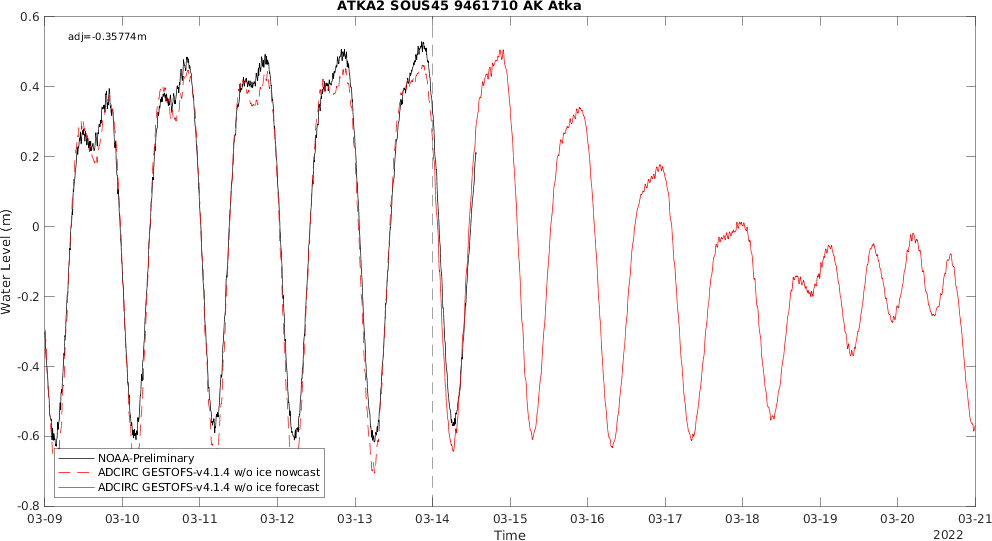 ATKA2 SOUS45 9461710 AK Atka
adj=-0.35774m
0.6
0.4
0.2
0
-0.2
-0.4
-0.6
-0.8
Water Level (m)
NOAA-Preliminary
ADCIRC GESTOFS-v4.1.4 w/o ice nowcast
ADCIRC GESTOFS-v4.1.4 w/o ice forecast
03-09 03-10 03-11 03-12 03-13 03-14 03-15 03-16 03-17 03-18 03-19 03-20 03-21
Time
2022